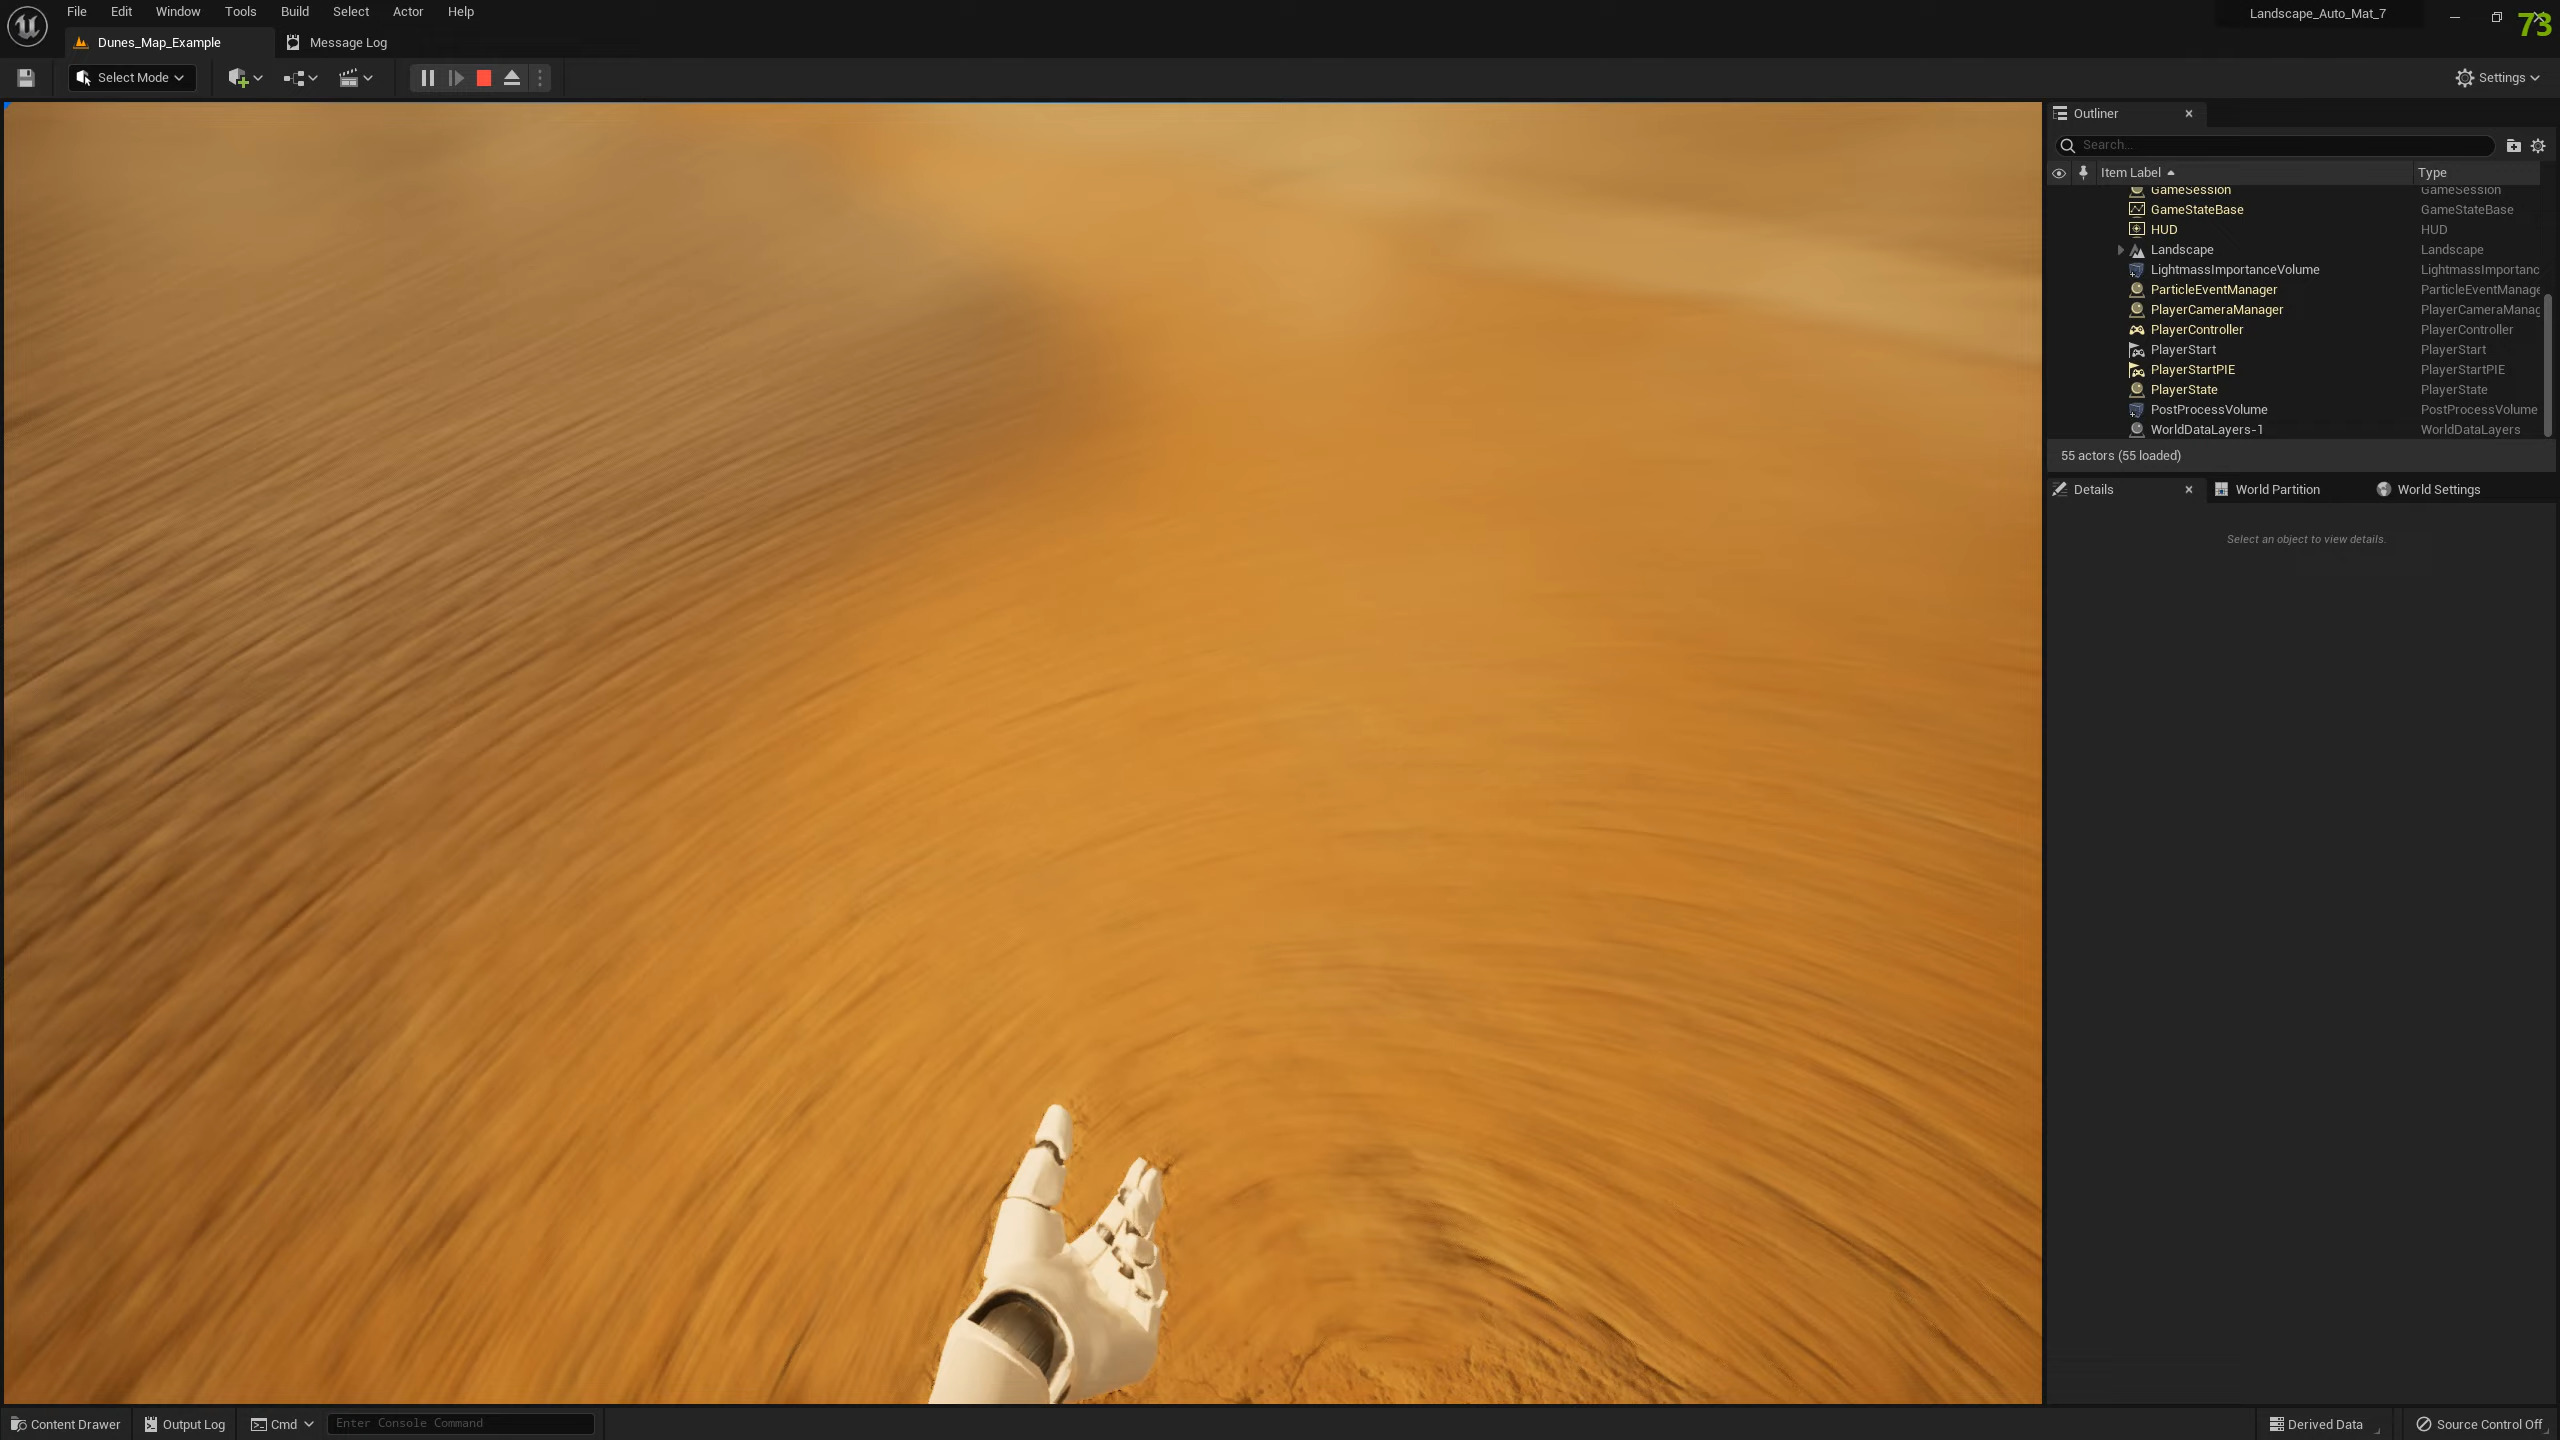 File Edit Window Tools Build Select Actor Help
Landscape_Auto_Mat_7
73
Dunes_Map_Example
Message Log
Select Mode
Settings
Outliner
Search...
Item Label Type
GameSession GameSession
GameStateBase GameStateBase
HUD HUD
Landscape Landscape
LightmassImportanceVolume LightmassImportanc
ParticleEventManager ParticleEventManage
PlayerCameraManager PlayerCameraManag
PlayerController PlayerController
PlayerStart PlayerStart
PlayerStartPIE PlayerStartPIE
PlayerState PlayerState
PostProcessVolume PostProcessVolume
WorldDataLayers-1 WorldDataLayers
55 actors (55 loaded)
Details World Partition World Settings
Select an object to view details.
Content Drawer Output Log Cmd Enter Console Command Derived Data Source Control Off